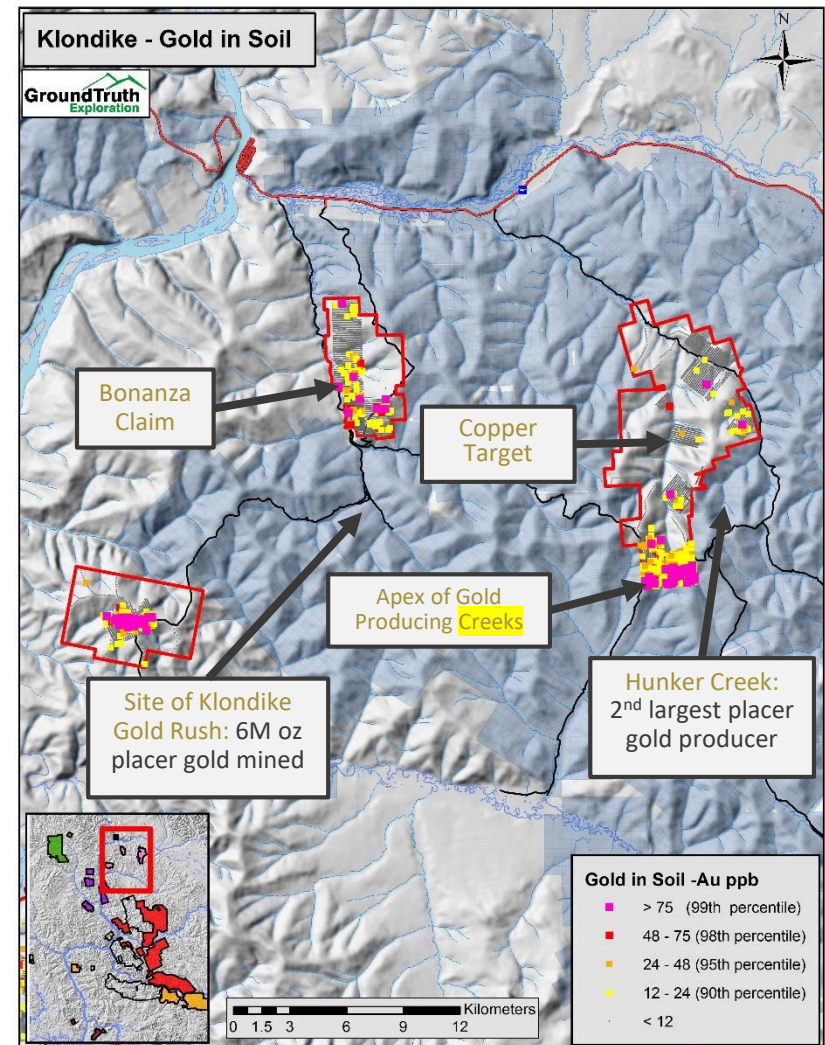 Klondike - Gold in Soil
N
GroundTruth
Exploration
Bonanza
Claim
Copper
Target
Apex of Gold
Producing Creeks
Site of Klondike
Gold Rush: 6M oz
placer gold mined
Hunker Creek:
2nd largest placer
gold producer
Gold in Soil -Au ppb
> 75 (99th percentile)
48 - 75 (98th percentile)
24 - 48 (95th percentile)
12 - 24 (90th percentile)
< 12
Kilometers
0 1.5 3 6 9 12